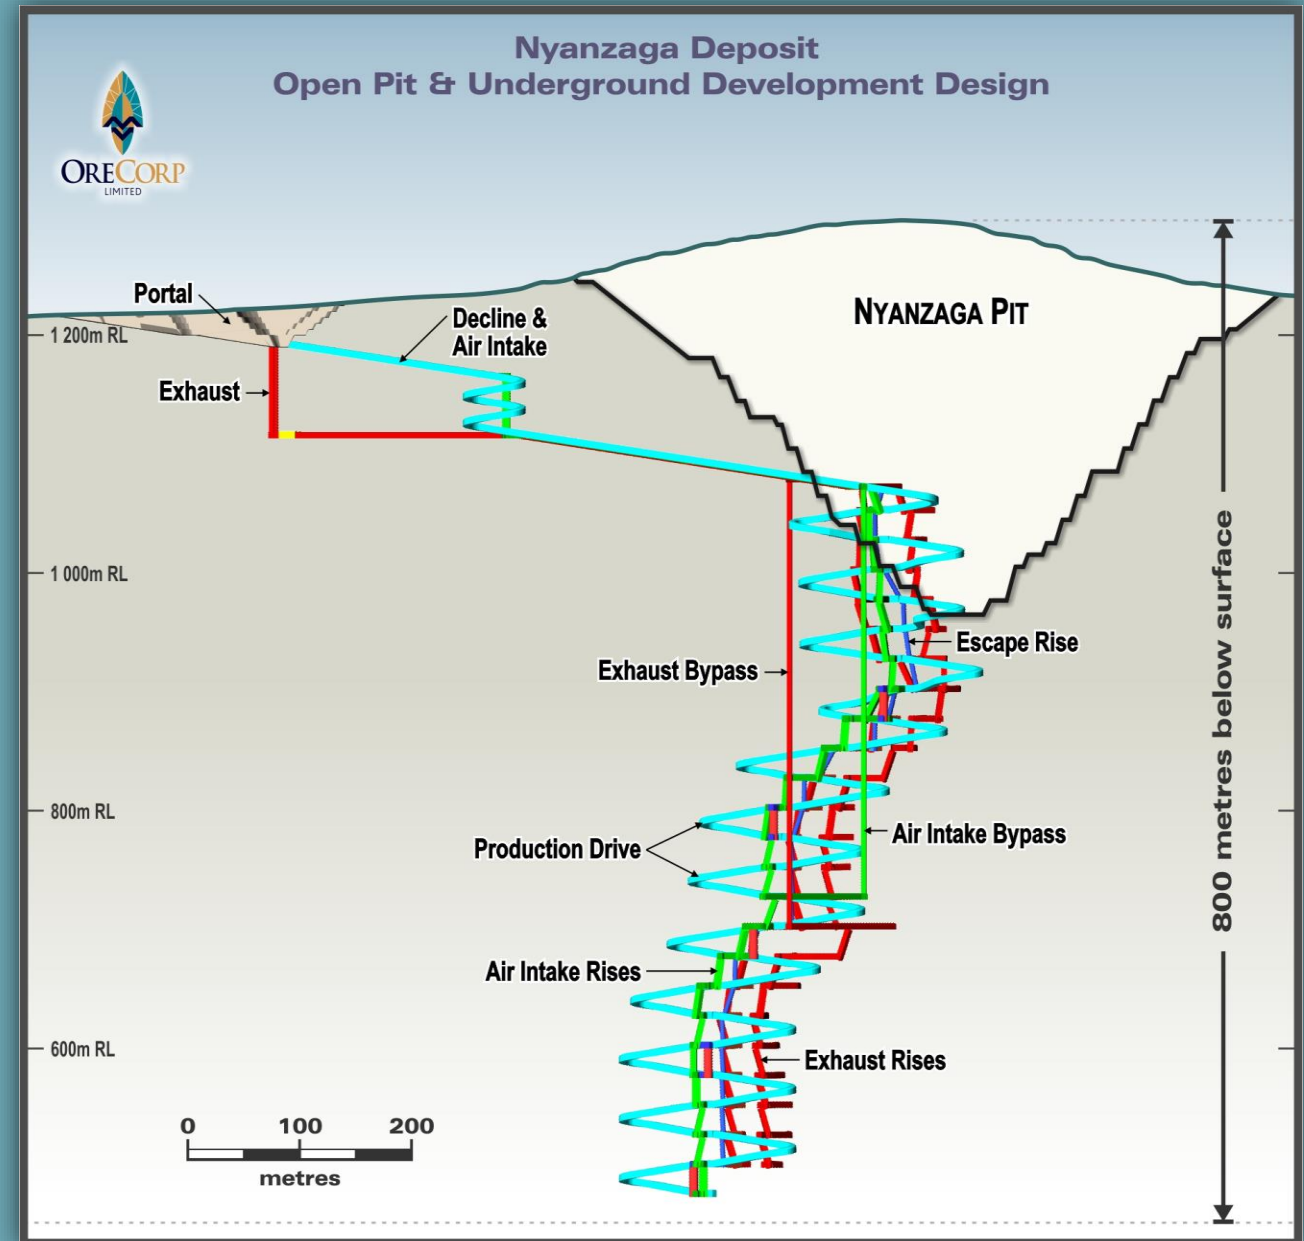 Nyanzaga Deposit
Open Pit & Underground Development Design
ORECORP
LIMITED
Portal
Decline &
Air Intake
NYANZAGA PIT
1 200m RL
Exhaust
1 000m RL
Escape Rise
Exhaust Bypass
800 metres below surface
800m RL
Air Intake Bypass
Production Drive
Air Intake Rises
600m RL
Exhaust Rises
0 100 200
metres